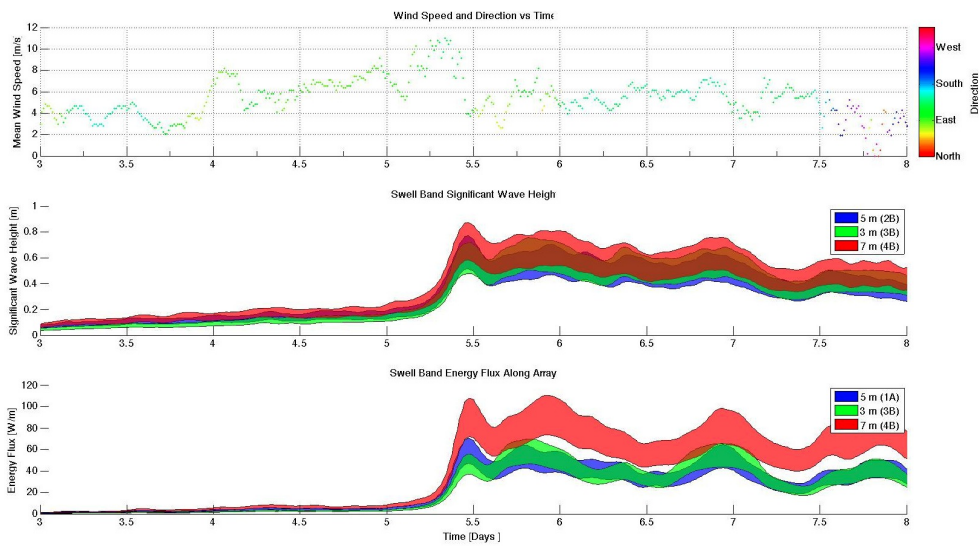 Wind Speed and Direction vs Time
Mean Wind Speed [m/s
12
10
8
6
4
2
0
3 3.5 4 4.5 5 5.5 6 6.5 7 7.5 8
West
South
East
North
Direction
Swell Band Significant Wave Heigh
Significant Wave Height [m]
1
0.8
0.6
0.4
0.2
0
3 3.5 4 4.5 5 5.5 6 6.5 7 7.5 8
5 m (2B)
3 m (3B)
7 m (4B)
Swell Band Energy Flux Along Array
Energy Flux [W/m]
120
100
80
60
40
20
0
3 3.5 4 4.5 5 5.5 6 6.5 7 7.5 8
Time [Days ]
5 m (1A)
3 m (3B)
7 m (4B)